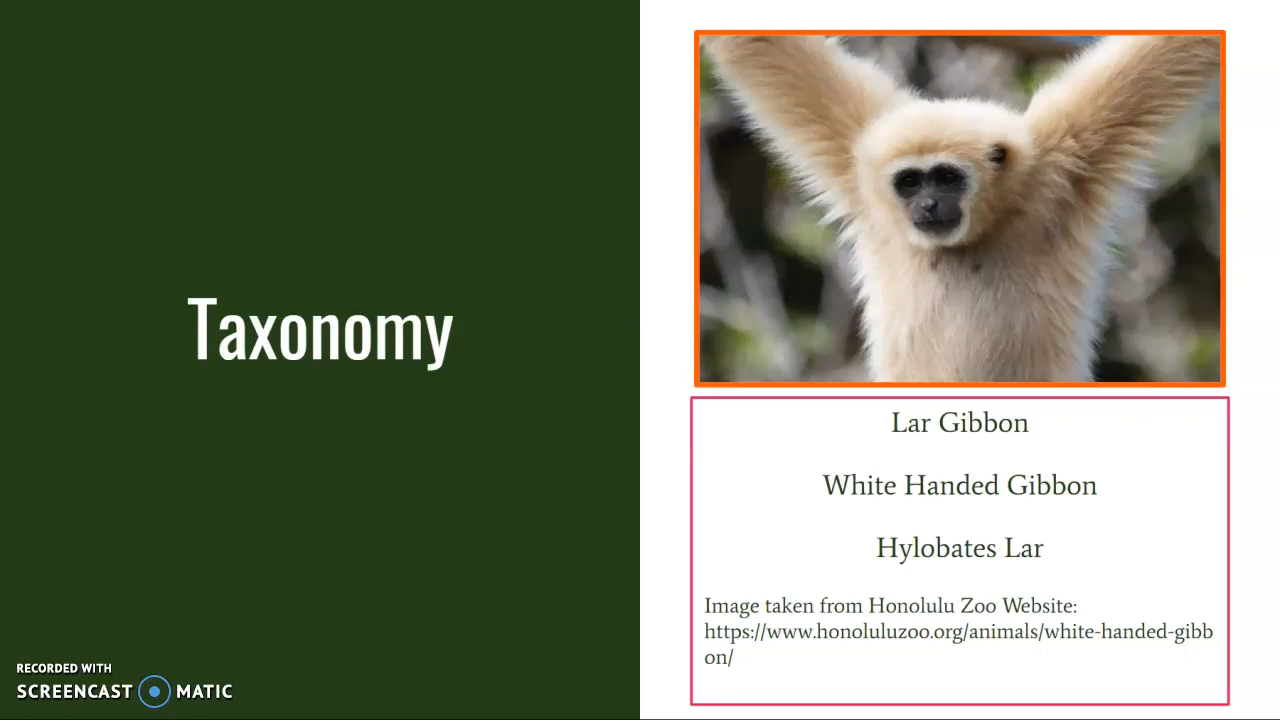 Taxonomy
Lar Gibbon
White Handed Gibbon
Hylobates Lar
Image taken from Honolulu Zoo Website:
https://www.honoluluzoo.org/animals/white-handed-gibb
on/
RECORDED WITH
SCREENCAST MATIC